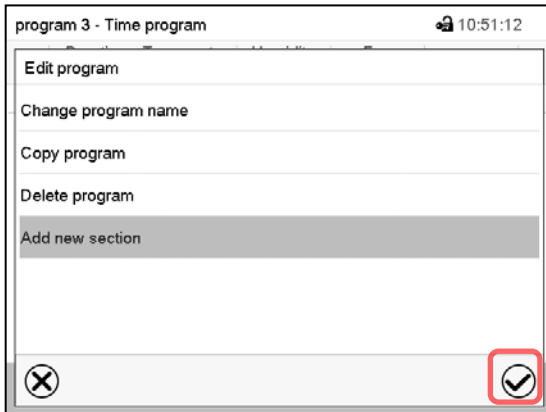 program 3 - Time program 10:51:12
Edit program
Change program name
Copy program
Delete program
Add new section